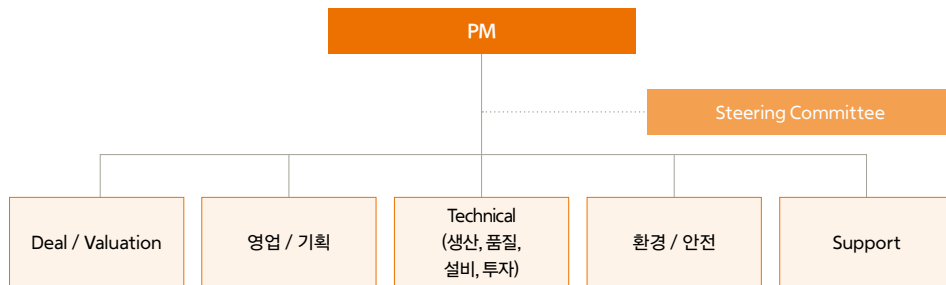 PM
Steering Committee
Deal / Valuation
영업 / 기획
Technical
(생산, 품질,
설비, 투자)
환경 / 안전
Support